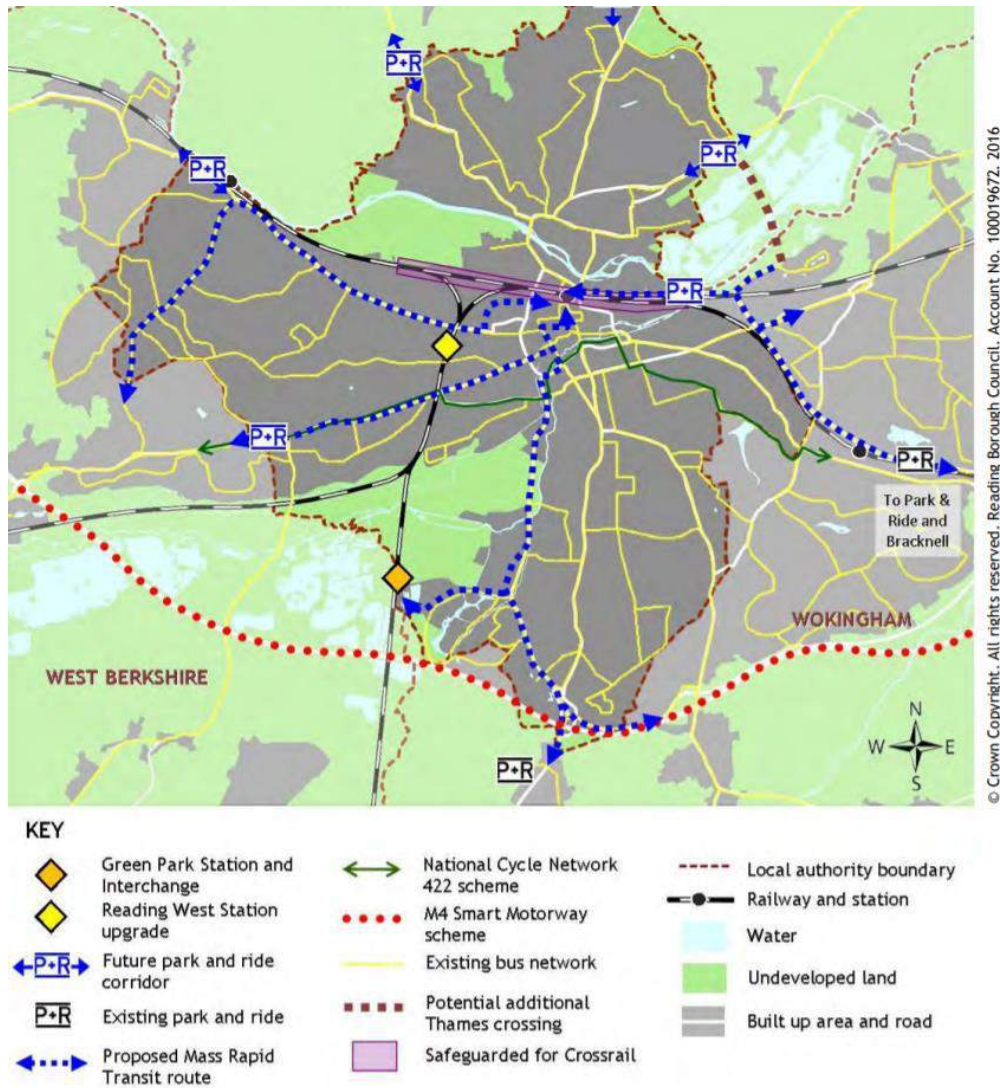 P+R
P+R
P+R
P+R
P+R
P+R
To Park &
Ride and
Bracknell
WOKINGHAM
WEST BERKSHIRE
P+R
N
W E
S
© Crown Copyright. All rights reserved. Reading Borough Council. Account No. 100019672. 2016
KEY
Green Park Station and
Interchange
Reading West Station
upgrade
P+R
Future park and ride
corridor
P+R
Existing park and ride
Proposed Mass Rapid
Transit route
National Cycle Network
422 scheme
M4 Smart Motorway
scheme
Existing bus network
Potential additional
Thames crossing
Safeguarded for Crossrail
Local authority boundary
Railway and station
Water
Undeveloped land
Built up area and road